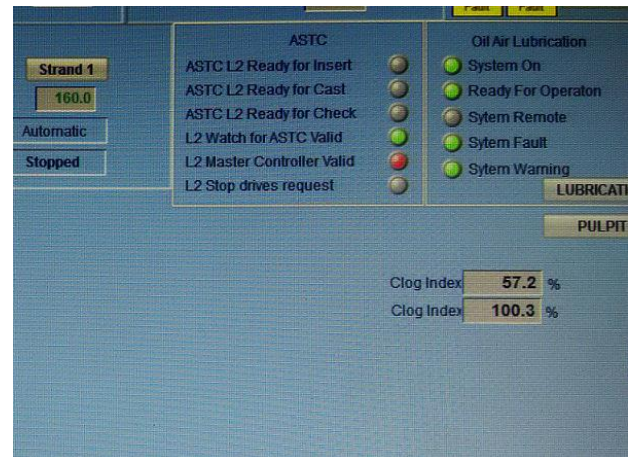 Fault Fault
ASTC
Oil Air Lubrication
Strand 1
160.0
Automatic
Stopped
ASTC L2 Ready for Insert
ASTC L2 Ready for Cast
ASTC L2 Ready for Check
L2 Watch for ASTC Valid
L2 Master Controller Valid
L2 Stop drives request
System On
Ready For Operaton
Sytem Remote
Sytem Fault
Sytem Warning
LUBRICATI
PULPIT
Clog Index 57.2 %
Clog Index 100.3 %